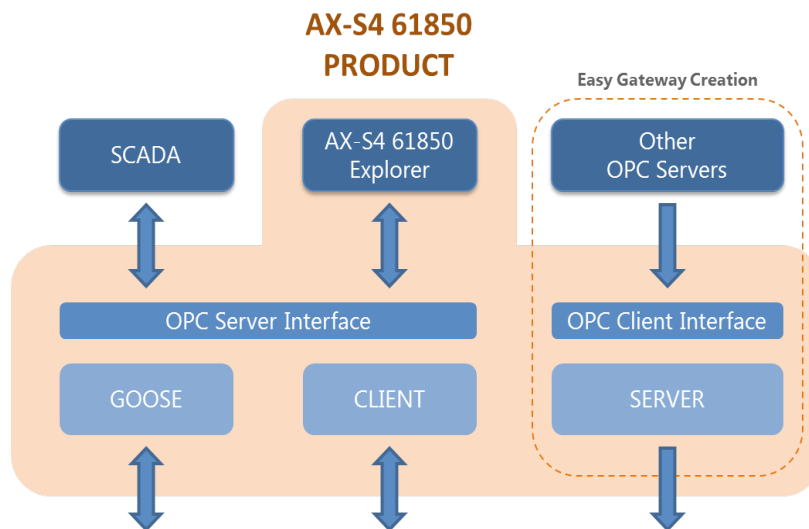 AX-S4 61850
PRODUCT
Easy Gateway Creation
SCADA
AX-S4 61850
Explorer
Other
OPC Servers
OPC Server Interface
OPC Client Interface
GOOSE
CLIENT
SERVER